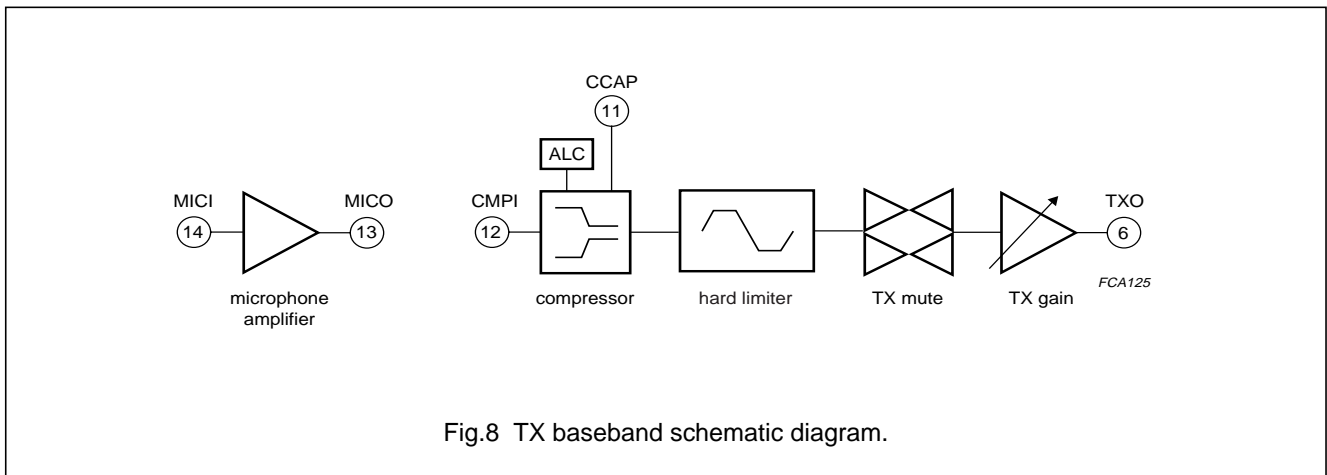 CCAP
11
ALC
MICI
MICO
CMPI
TXO
14
13
12
6
FCA125
microphone
amplifier
compressor
hard limiter
TX mute
TX gain
Fig.8 TX baseband schematic diagram.